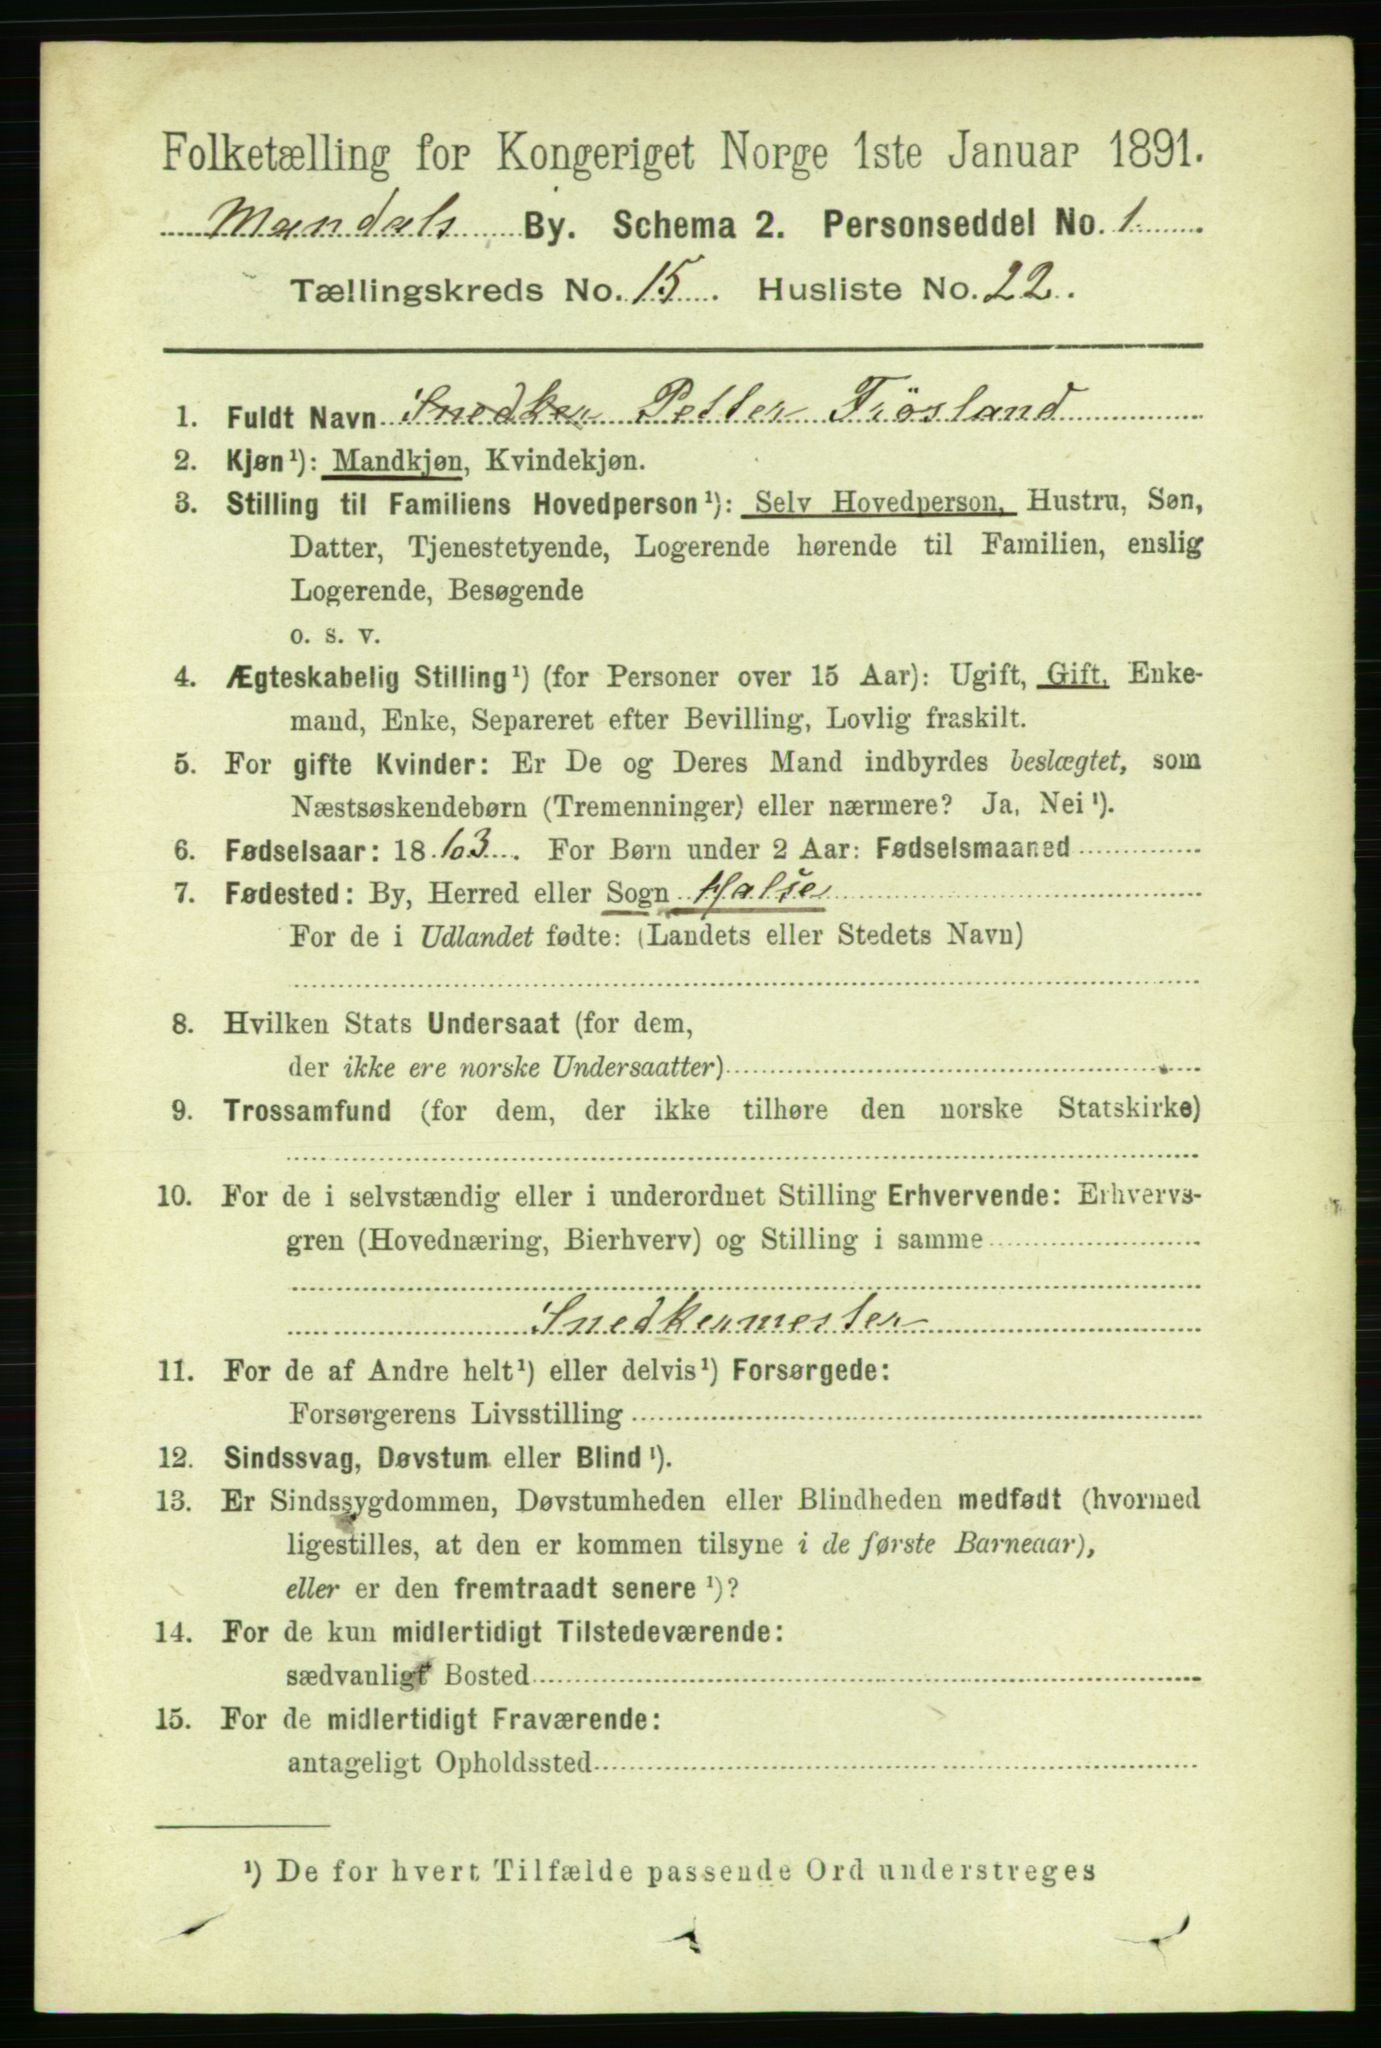 Folketælling for Kongeriget Norge 1ste Januar 1891.
Mandals By. Schema 2. Personseddel No. 1
Tællingskreds No. 15. Husliste No. 22.
1. Fuldt Navn Snedker Petter Frösland
2. Kjøn¹): Mandkjøn, Kvindekjøn.
3. Stilling til Familiens Hovedperson¹): Selv Hovedperson, Hustru, Søn,
Datter, Tjenestetyende, Logerende hørende til Familien, enslig
Logerende, Besøgende
o. s. v.
4. Ægteskabelig Stilling¹) (for Personer over 15 Aar): Ugift, Gift, Enke-
mand, Enke, Separeret efter Bevilling, Lovlig fraskilt.
5. For gifte Kvinder: Er De og Deres Mand indbyrdes beslægtet, som
Næstsøskendebørn (Tremenninger) eller nærmere? Ja, Nei¹).
6. Fødselsaar: 1863. For Børn under 2 Aar: Fødselsmaaned
7. Fødested: By, Herred eller Sogn Halse
For de i Udlandet fødte: (Landets eller Stedets Navn)
8. Hvilken Stats Undersaat (for dem,
der ikke ere norske Undersaatter)
9. Trossamfund (for dem, der ikke tilhøre den norske Statskirke)
10. For de i selvstændig eller i underordnet Stilling Erhvervende: Erhvervs-
gren (Hovednæring, Bierhverv) og Stilling i samme
Snedkermester
11. For de af Andre helt¹) eller delvis¹) Forsørgede:
Forsørgerens Livsstilling
12. Sindssvag, Døvstum eller Blind¹).
13. Er Sindssygdommen, Døvstumheden eller Blindheden medfødt (hvormed
ligestilles, at den er kommen tilsyne i de første Barneaar),
eller er den fremtraadt senere¹)?
14. For de kun midlertidigt Tilstedeværende:
sædvanligt Bosted
15. For de midlertidigt Fraværende:
antageligt Opholdssted
¹) De for hvert Tilfælde passende Ord understreges